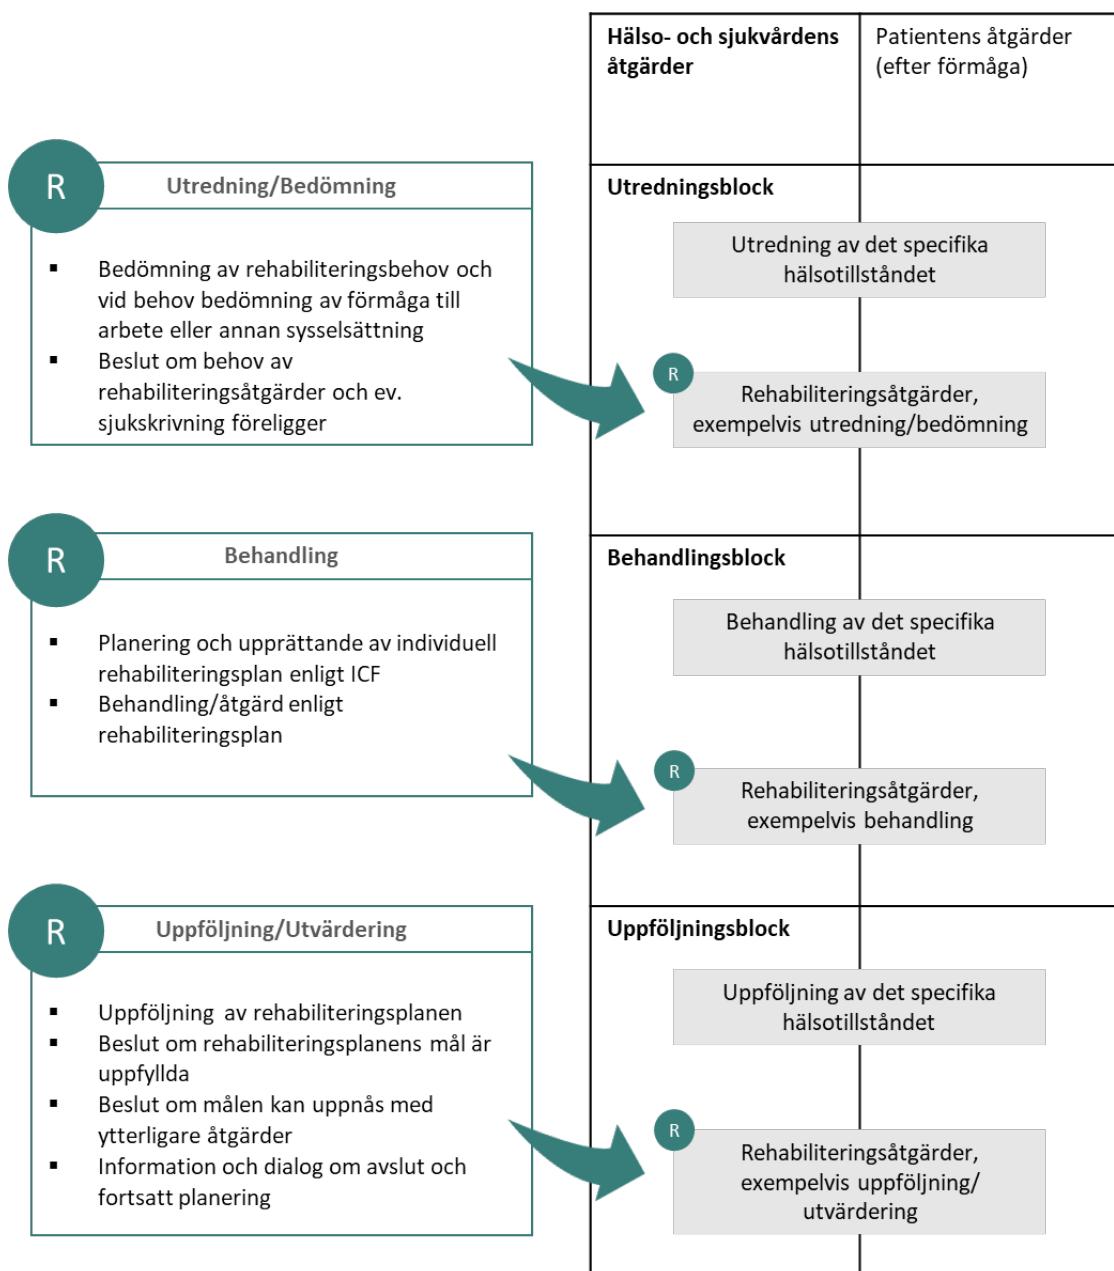 Hälso- och sjukvårdens
åtgärder
Patientens åtgärder
(efter förmåga)
R
Utredning/Bedömning
▪ Bedömning av rehabiliteringsbehov och
vid behov bedömning av förmåga till
arbete eller annan sysselsättning
▪ Beslut om behov av
rehabiliteringsåtgärder och ev.
sjukskrivning föreligger
Utredningsblock
Utredning av det specifika
hälsotillståndet
R
Rehabiliteringsåtgärder,
exempelvis utredning/bedömning
R
Behandling
▪ Planering och upprättande av individuell
rehabiliteringsplan enligt ICF
▪ Behandling/åtgärd enligt
rehabiliteringsplan
Behandlingsblock
Behandling av det specifika
hälsotillståndet
R
Rehabiliteringsåtgärder,
exempelvis behandling
R
Uppföljning/Utvärdering
▪ Uppföljning av rehabiliteringsplanen
▪ Beslut om rehabiliteringsplanens mål är
uppfyllda
▪ Beslut om målen kan uppnås med
ytterligare åtgärder
▪ Information och dialog om avslut och
fortsatt planering
Uppföljningsblock
Uppföljning av det specifika
hälsotillståndet
R
Rehabiliteringsåtgärder,
exempelvis uppföljning/
utvärdering